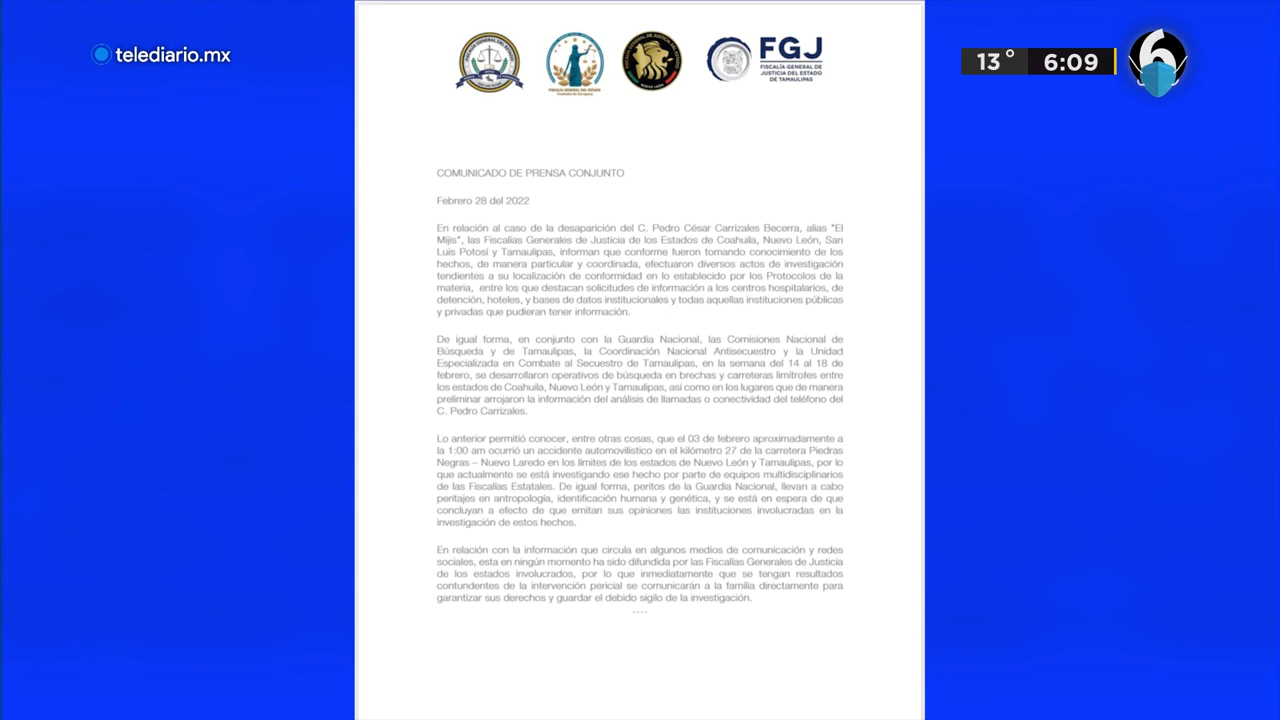 telediario.mx
13°
6:09
6
FGJ
FISCALÍA GENERAL DE
JUSTICIA DEL ESTADO
DE TAMAULIPAS
COMUNICADO DE PRENSA CONJUNTO
Febrero 28 del 2022
En relación al caso de la desaparición del C. Pedro César Carrizales Becerra, alias "El
Mijis", las Fiscalías Generales de Justicia de los Estados de Coahuila, Nuevo León, San
Luis Potosí y Tamaulipas, informan que conforme fueron tomando conocimiento de los
hechos, de manera particular y coordinada, efectuaron diversos actos de investigación
tendientes a su localización de conformidad en lo establecido por los Protocolos de la
materia, entre los que destacan solicitudes de información a los centros hospitalarios, de
detención, hoteles, y bases de datos institucionales y todas aquellas instituciones públicas
y privadas que pudieran tener información.
De igual forma, en conjunto con la Guardia Nacional, las Comisiones Nacional de
Búsqueda y de Tamaulipas, la Coordinación Nacional Antisecuestro y la Unidad
Especializada en Combate al Secuestro de Tamaulipas, en la semana del 14 al 18 de
febrero, se desarrollaron operativos de búsqueda en brechas y carreteras limítrofes entre
los estados de Coahuila, Nuevo León y Tamaulipas, así como en los lugares que de manera
preliminar arrojaron la información del análisis de llamadas o conectividad del teléfono del
C. Pedro Carrizales.
Lo anterior permitió conocer, entre otras cosas, que el 03 de febrero aproximadamente a
la 1:00 am ocurrió un accidente automovilístico en el kilómetro 27 de la carretera Piedras
Negras – Nuevo Laredo en los límites de los estados de Nuevo León y Tamaulipas, por lo
que actualmente se está investigando ese hecho por parte de equipos multidisciplinarios
de las Fiscalías Estatales. De igual forma, peritos de la Guardia Nacional, llevan a cabo
peritajes en antropología, identificación humana y genética, y se está en espera de que
concluyan a efecto de que emitan sus opiniones las instituciones involucradas en la
investigación de estos hechos.
En relación con la información que circula en algunos medios de comunicación y redes
sociales, esta en ningún momento ha sido difundida por las Fiscalías Generales de Justicia
de los estados involucrados, por lo que inmediatamente que se tengan resultados
contundentes de la intervención pericial se comunicarán a la familia directamente para
garantizar sus derechos y guardar el debido sigilo de la investigación.
----